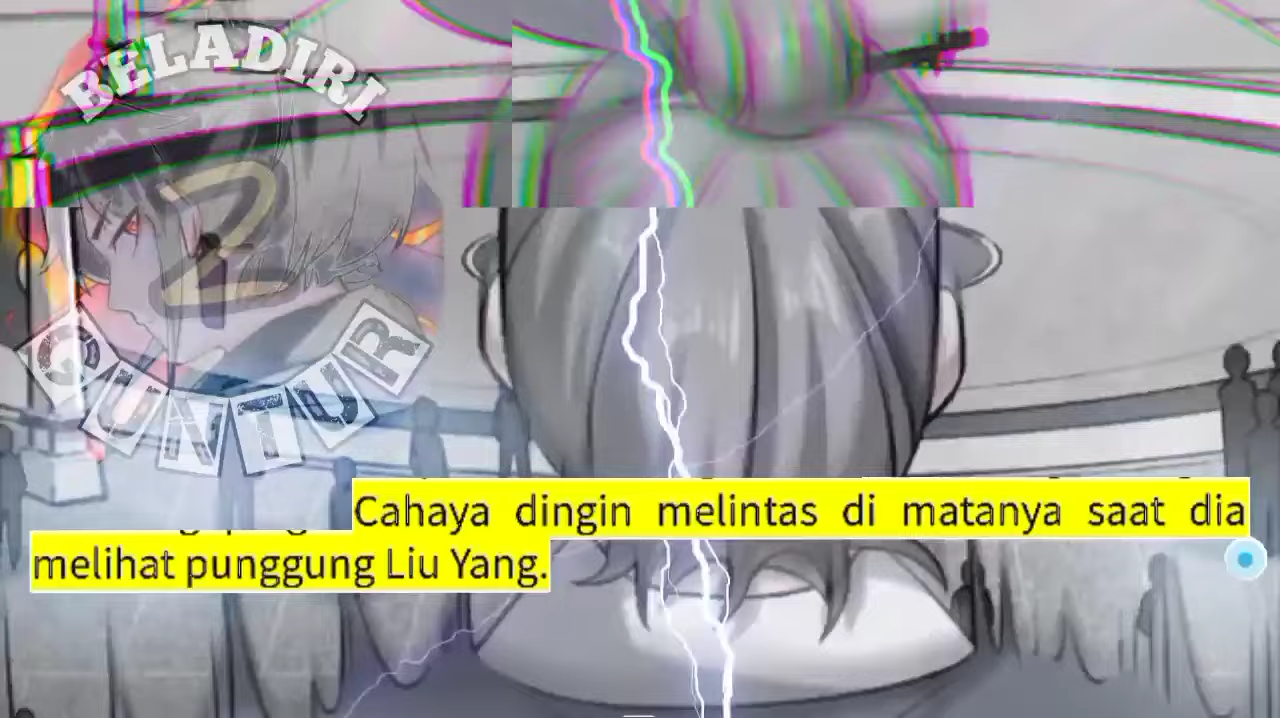 BELADIRI
GUNTUR
Cahaya dingin melintas di matanya saat dia
melihat punggung Liu Yang.